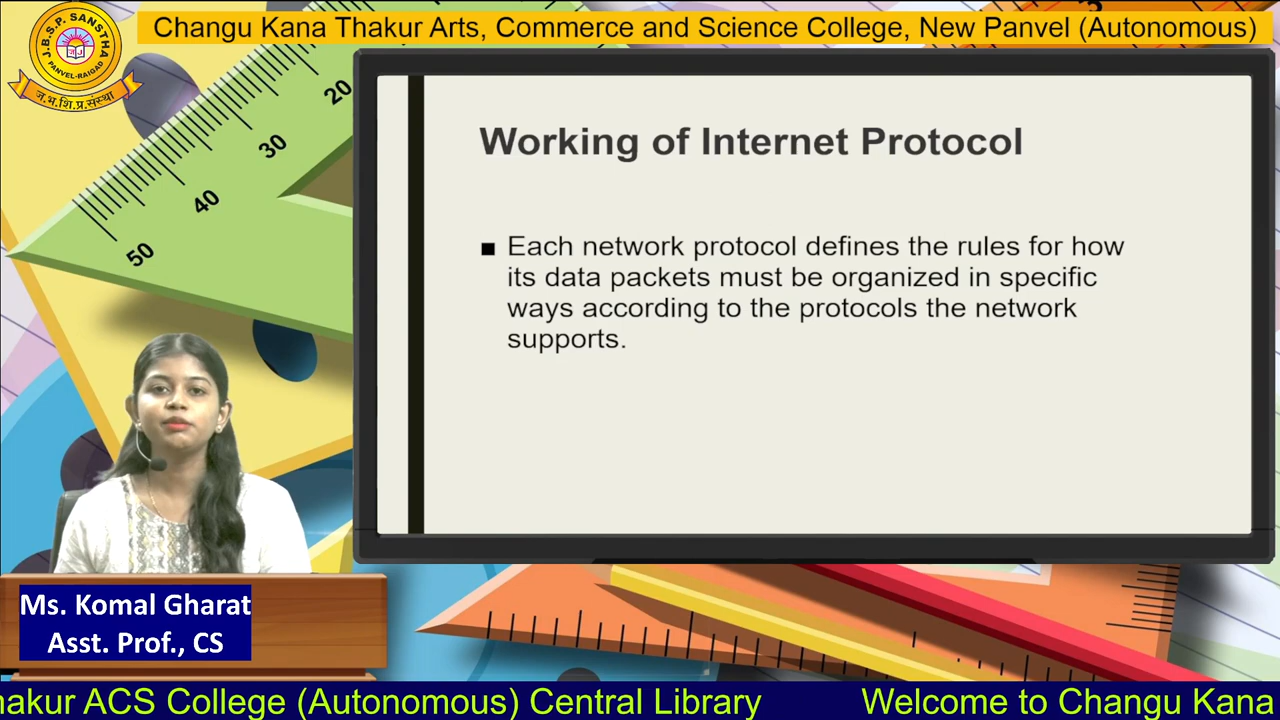 J.B.S.P. SANSTHA
PANVEL-RAIGAD
ज.भ.शि.प्र.संस्था
Changu Kana Thakur Arts, Commerce and Science College, New Panvel (Autonomous)
20
30
40
50
Working of Internet Protocol
■ Each network protocol defines the rules for how
its data packets must be organized in specific
ways according to the protocols the network
supports.
Ms. Komal Gharat
Asst. Prof., CS
hakur ACS College (Autonomous) Central Library
Welcome to Changu Kana